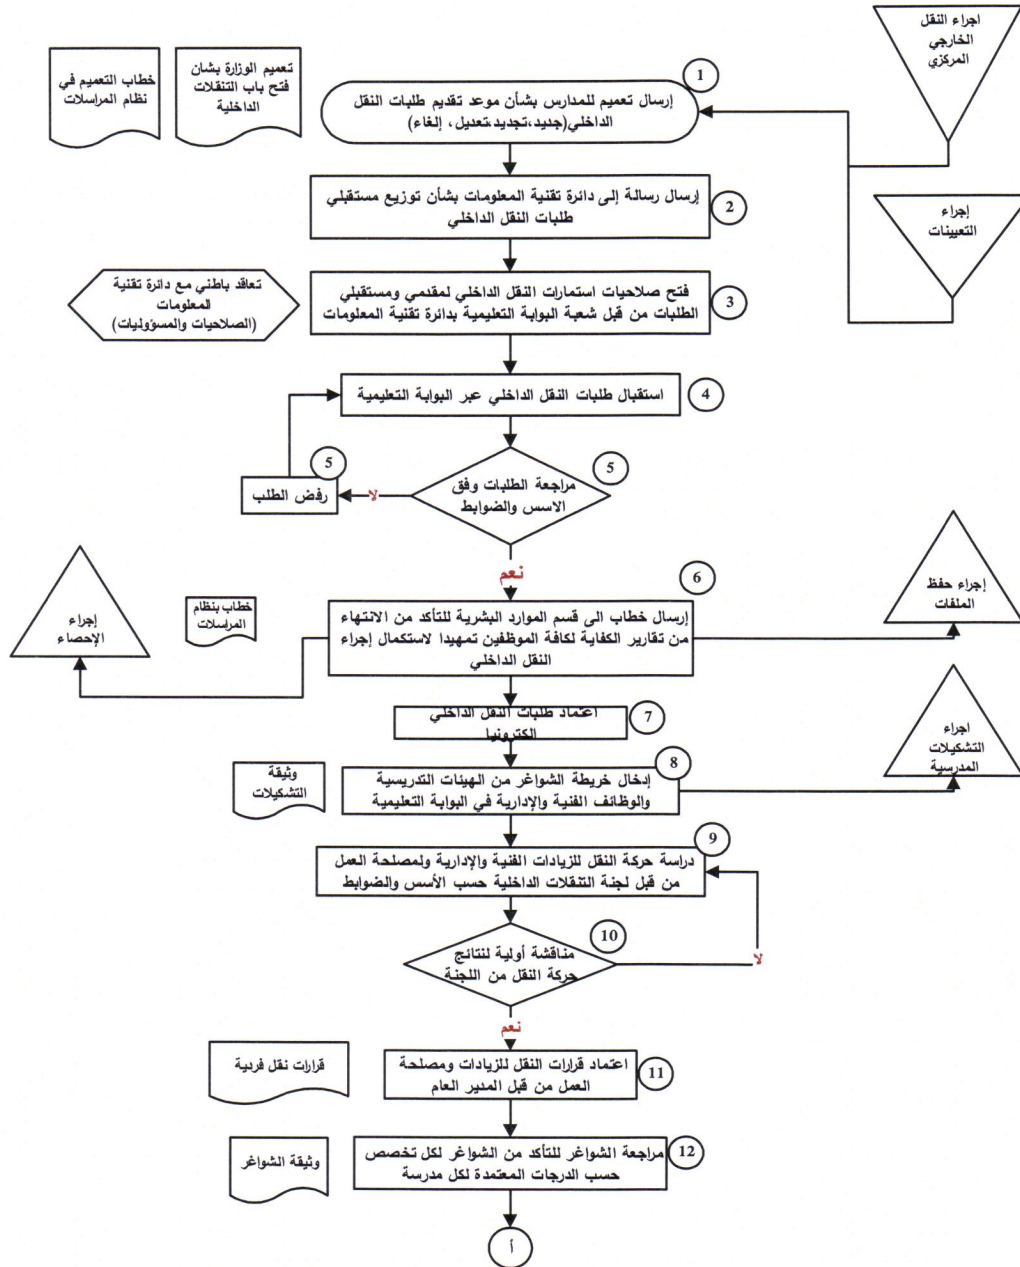 اجراء النقل
الخارجي
المركزي
تعميم الوزارة بشان
فتح باب التنقلات
الداخلية
خطاب التعميم في
نظام المراسلات
1
إرسال تعميم للمدارس بشأن موعد تقديم طلبات النقل
الداخلي(جديد،تجديد،تعديل، إلغاء)
إرسال رسالة إلى دائرة تقنية المعلومات بشأن توزيع مستقبلي
طلبات النقل الداخلي
2
إجراء
التعيينات
تعاقد باطني مع دائرة تقنية
المعلومات
(الصلاحيات والمسؤوليات)
فتح صلاحيات استمارات النقل الداخلي لمقدمي ومستقبلي
الطلبات من قبل شعبة البوابة التعليمية بدائرة تقنية المعلومات
3
استقبال طلبات النقل الداخلي عبر البوابة التعليمية
4
5
مراجعة الطلبات وفق
الاسس والضوابط
لا
5
رفض الطلب
نعم
6
إرسال خطاب الى قسم الموارد البشرية للتأكد من الانتهاء
من تقارير الكفاية لكافة الموظفين تمهيدا لاستكمال إجراء
النقل الداخلي
خطاب بنظام
المراسلات
إجراء
الإحصاء
إجراء حفظ
الملفات
اعتماد طلبات النقل الداخلي
الكترونيا
7
8
إدخال خريطة الشواغر من الهيئات التدريسية
والوظائف الفنية والإدارية في البوابة التعليمية
وثيقة
التشكيلات
اجراء
التشكيلات
المدرسية
9
دراسة حركة النقل للزيادات الفنية والإدارية ولمصلحة العمل
من قبل لجنة التنقلات الداخلية حسب الأسس والضوابط
10
مناقشة أولية لنتائج
حركة النقل من اللجنة
لا
نعم
اعتماد قرارات النقل للزيادات ومصلحة
العمل من قبل المدير العام
11
قرارات نقل فردية
12
مراجعة الشواغر للتأكد من الشواغر لكل تخصص
حسب الدرجات المعتمدة لكل مدرسة
وثيقة الشواغر
أ